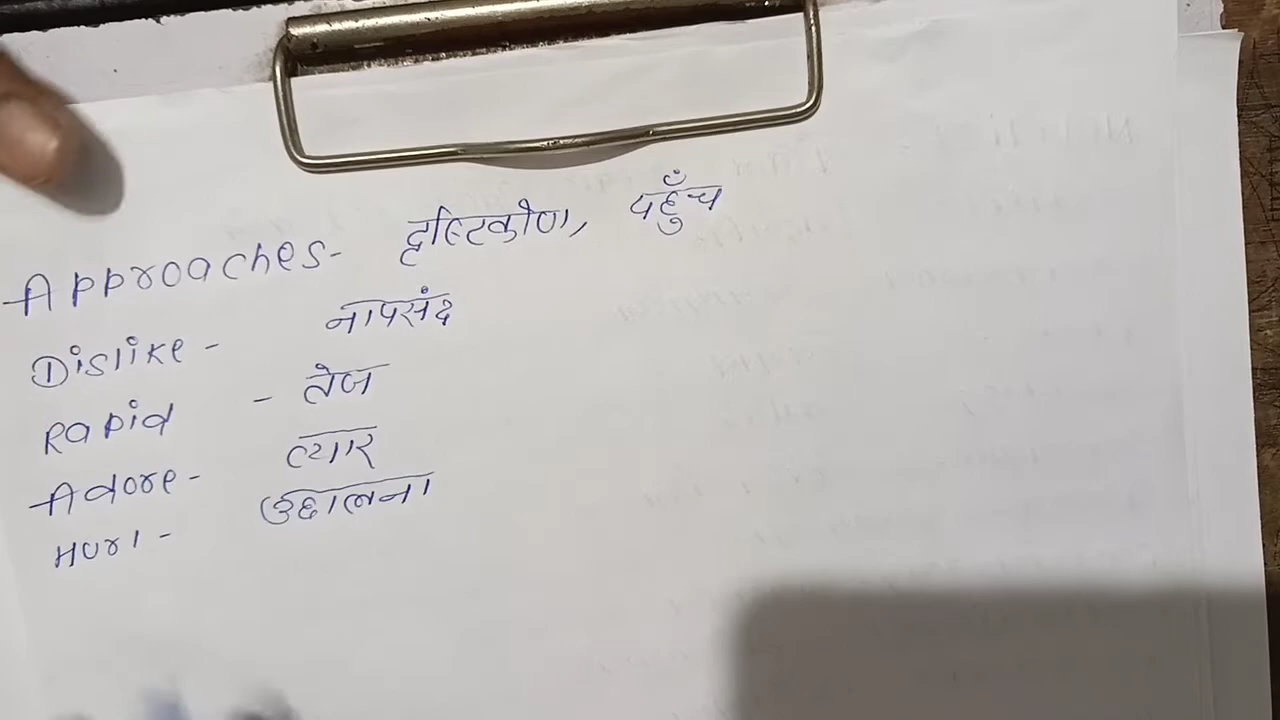 Approaches- दृष्टिकोण, पहुँच
Dislike - नापसंद
Rapid - तेज
Adore- प्यार
Hurl - उछालना